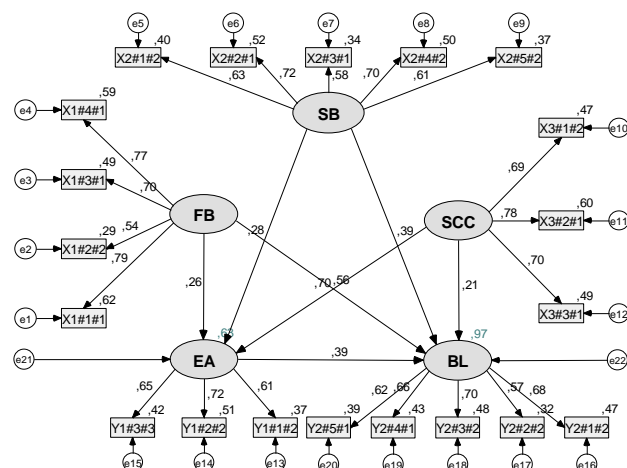 e5 e6 e7 e8 e9
,40 ,52 ,34 ,50 ,37
X2#1#2 X2#2#1 X2#3#1 X2#4#2 X2#5#2
,63 ,72 ,58 ,70 ,61
SB
,59
e4 X1#4#1
,77
,49
e3 X1#3#1
,70
,29
e2 X1#2#2
,54
,79
,62
e1 X1#1#1
FB
SCC
,47
X3#1#2 e10
,69
,60
,78 X3#2#1 e11
,70
,49
X3#3#1 e12
,28 ,39
,26 ,70 ,56 ,21
,68 ,97
e21 EA ,39 BL e22
,65 ,72 ,61 ,62 ,66 ,70 ,57 ,68
,42 ,51 ,37 ,39 ,43 ,48 ,32 ,47
Y1#3#3 Y1#2#2 Y1#1#2 Y2#5#1 Y2#4#1 Y2#3#2 Y2#2#2 Y2#1#2
e15 e14 e13 e20 e19 e18 e17 e16